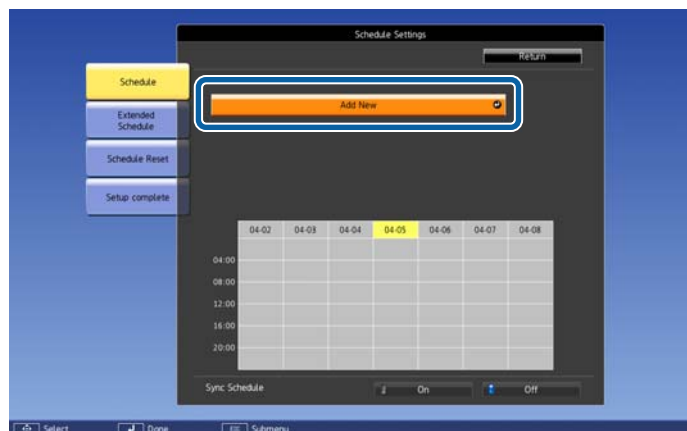 Schedule Settings
Return
Schedule
Extended
Schedule
Schedule Reset
Setup complete
Add New
04-02 04-03 04-04 04-05 04-06 04-07 04-08
04:00
08:00
12:00
16:00
20:00
Sync Schedule On Off
Select Done Submenu